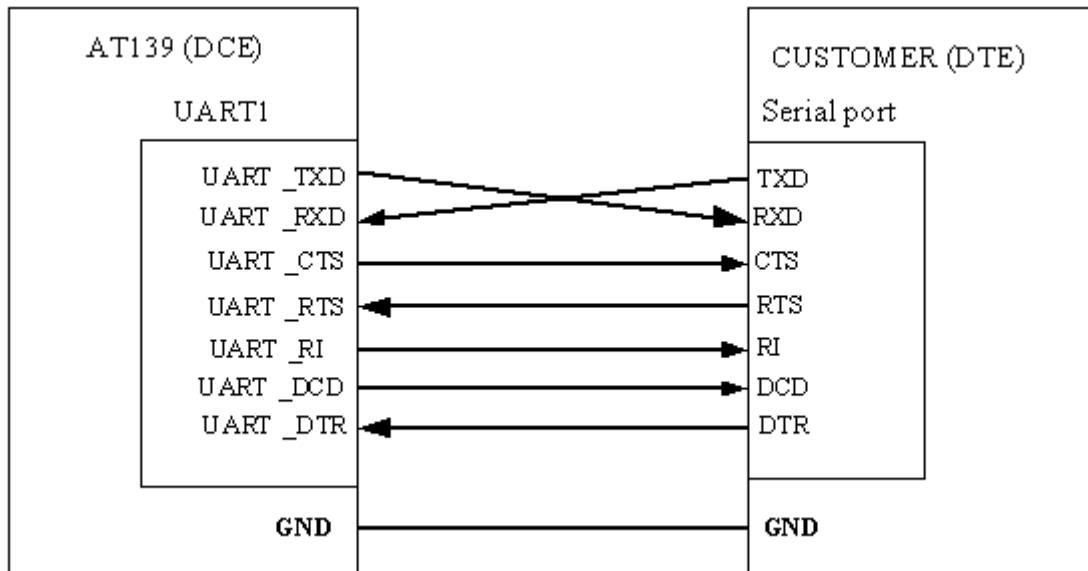 AT139 (DCE)
UART1
UART _TXD
UART _RXD
UART _CTS
UART _RTS
UART _RI
UART _DCD
UART _DTR
GND
CUSTOMER (DTE)
Serial port
TXD
RXD
CTS
RTS
RI
DCD
DTR
GND